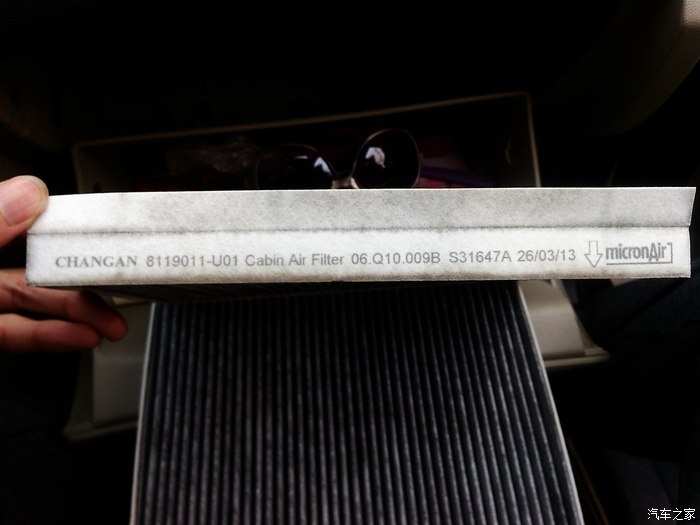 CHANGAN 8119011-U01 Cabin Air Filter 06.Q10.009B S31647A 26/03/13 micronAir
汽车之家